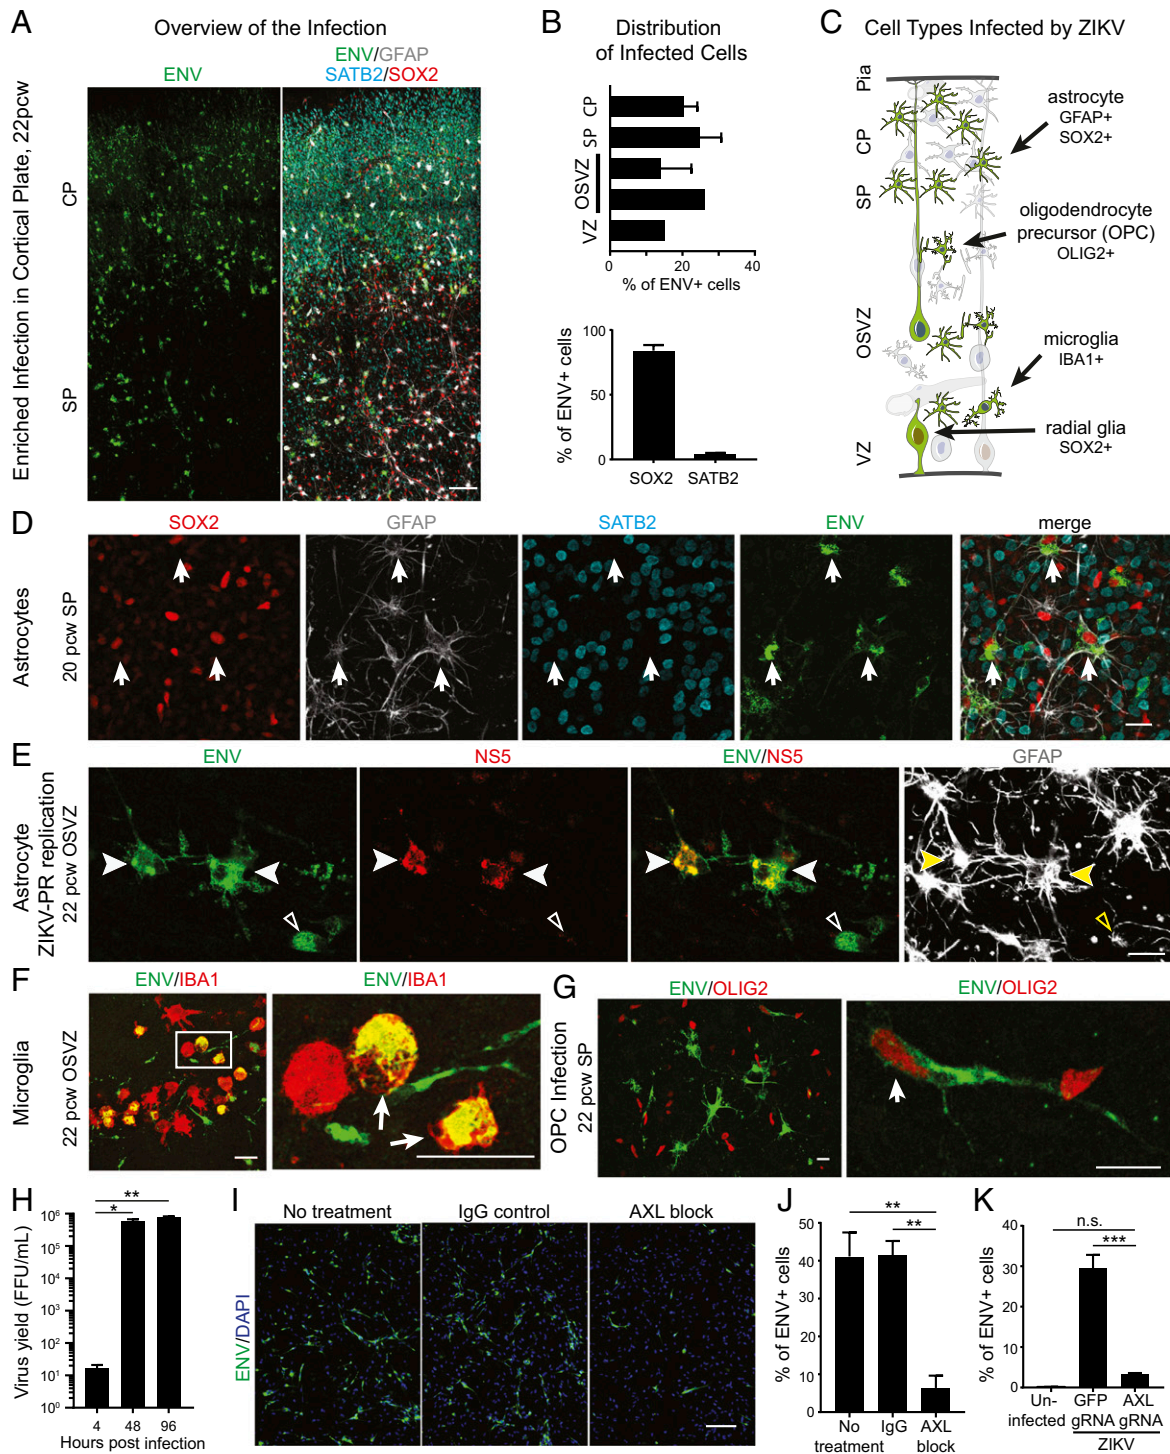 A
Overview of the Infection
ENV
ENV/GFAP
SATB2/SOX2
Enriched Infection in Cortical Plate, 22pcw
CP
SP
B
Distribution
of Infected Cells
CP
SP
OSVZ
VZ
0
20
40
% of ENV+ cells
% of ENV+ cells
100
50
0
SOX2
SATB2
C
Cell Types Infected by ZIKV
Pia
CP
SP
OSVZ
VZ
astrocyte
GFAP+
SOX2+
oligodendrocyte
precursor (OPC)
OLIG2+
microglia
IBA1+
radial glia
SOX2+
D
SOX2
GFAP
SATB2
ENV
merge
Astrocytes
20 pcw SP
E
ENV
NS5
ENV/NS5
GFAP
Astrocyte
ZIKV-PR replication
22 pcw OSVZ
F
ENV/IBA1
ENV/IBA1
Microglia
22 pcw OSVZ
G
ENV/OLIG2
ENV/OLIG2
OPC Infection
22 pcw SP
H
**
*
Virus yield (FFU/mL)
10⁶
10⁵
10⁴
10³
10²
10¹
10⁰
4
48
96
Hours post infection
I
No treatment
IgG control
AXL block
ENV/DAPI
J
**
**
% of ENV+ cells
50
40
30
20
10
0
No
treatment
IgG
AXL
block
K
n.s.
***
% of ENV+ cells
40
30
20
10
0
Un-
infected
GFP
gRNA
AXL
gRNA
ZIKV